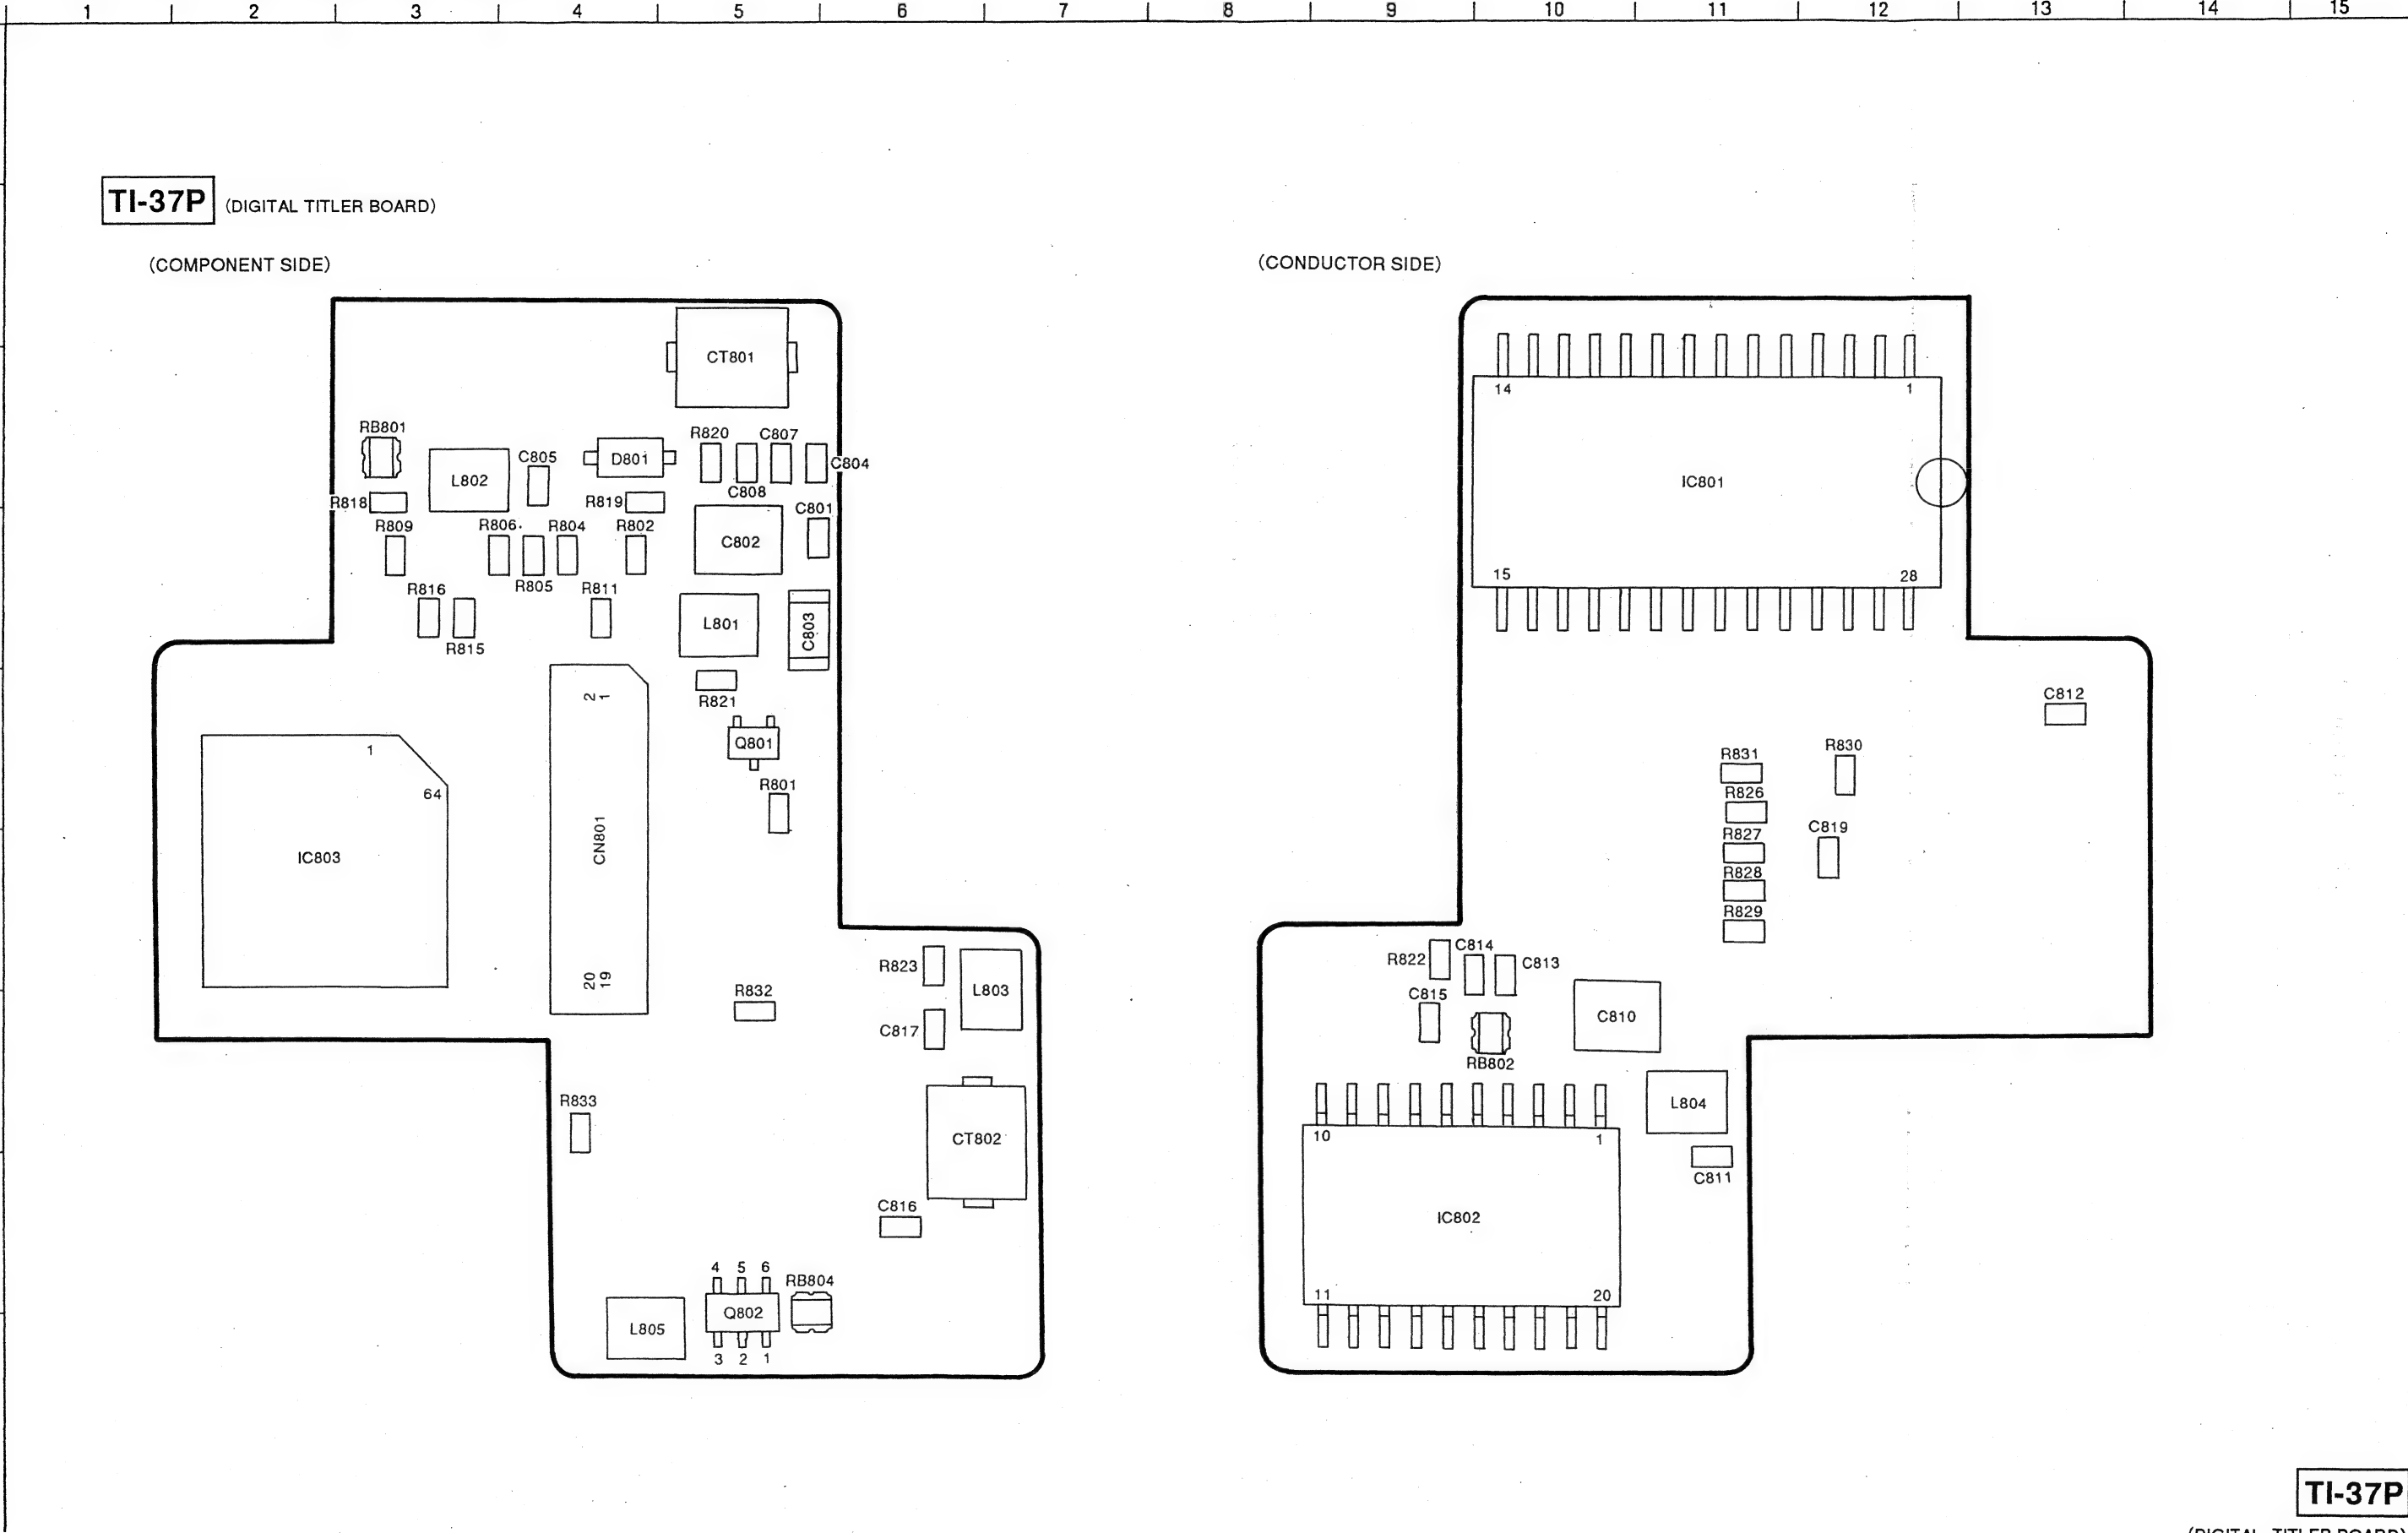 1 2 3 4 5 6 7 8 9 10 11 12 13 14 15
TI-37P (DIGITAL TITLER BOARD)
(COMPONENT SIDE)
CT801
RB801
R820 C807
L802
C805
D801
C804
C808
R818
R819
C801
R809
R806.
R804
R802
C802
R805
R816
R811
L801
C803
R815
2 1
R821
Q801
1
64
R801
CN801
IC803
20 19
R832
R823
L803
C817
R833
CT802
C816
4 5 6
RB804
L805
Q802
3 2 1
(CONDUCTOR SIDE)
14 1
IC801
15 28
C812
R831
R830
R826
R827
C819
R828
R829
R822
C814
C813
C815
C810
RB802
L804
10 1
C811
IC802
11 20
TI-37P